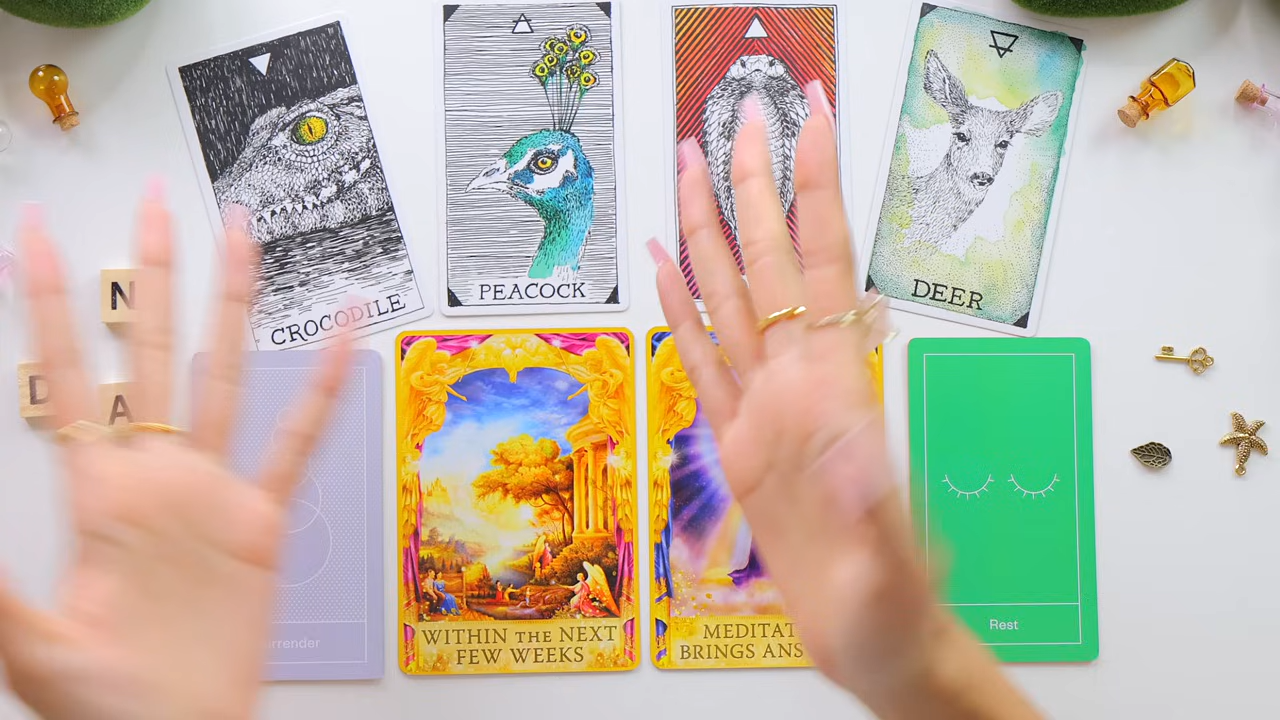 CROCODILE
PEACOCK
DEER
N
D
A
WITHIN THE NEXT
FEW WEEKS
MEDITAT
BRINGS ANS
Rest